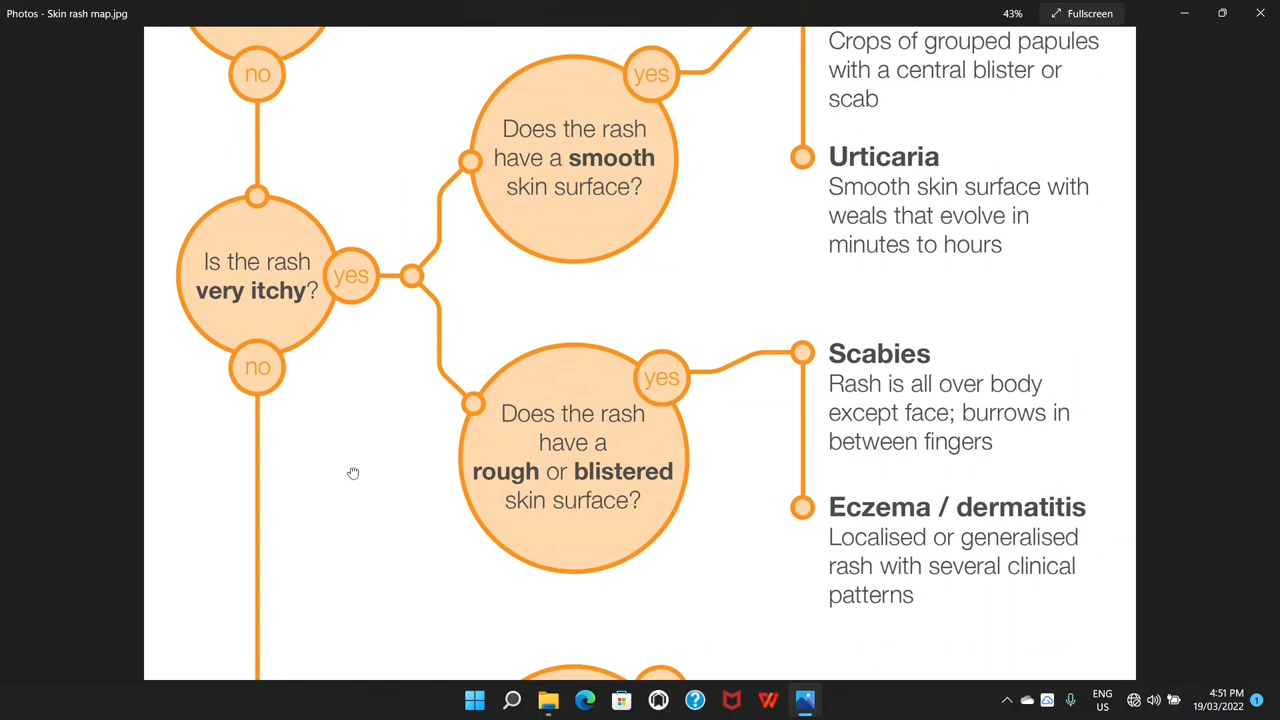 Photos - Skin rash map.jpg
43%
Fullscreen
no
yes
Does the rash
have a smooth
skin surface?
Crops of grouped papules
with a central blister or
scab
Urticaria
Smooth skin surface with
weals that evolve in
minutes to hours
Is the rash
very itchy?
yes
no
yes
Does the rash
have a
rough or blistered
skin surface?
Scabies
Rash is all over body
except face; burrows in
between fingers
Eczema / dermatitis
Localised or generalised
rash with several clinical
patterns
ENG
US
4:51 PM
19/03/2022
1